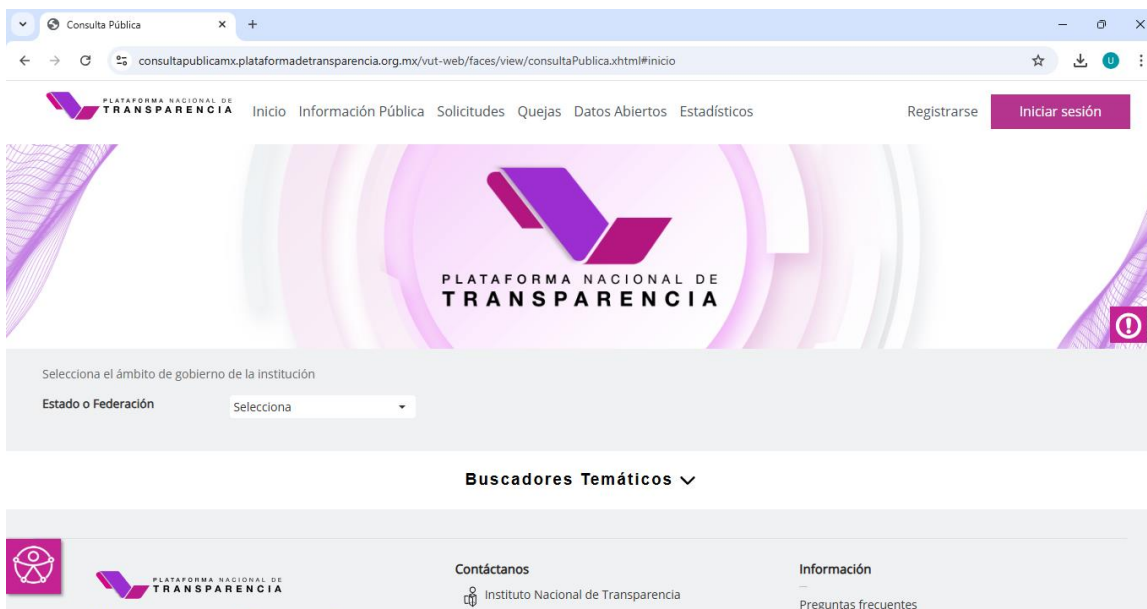 Consulta Pública
consultapublicamx.plataformadetransparencia.org.mx/vut-web/faces/view/consultaPublica.xhtml#inicio
U
PLATAFORMA NACIONAL DE
TRANSPARENCIA
Inicio Información Pública Solicitudes Quejas Datos Abiertos Estadísticos Registrarse Iniciar sesión
PLATAFORMA NACIONAL DE
TRANSPARENCIA
Selecciona el ámbito de gobierno de la institución
Estado o Federación Selecciona
Buscadores Temáticos
PLATAFORMA NACIONAL DE
TRANSPARENCIA
Contáctanos
Instituto Nacional de Transparencia
Información
Preguntas frecuentes